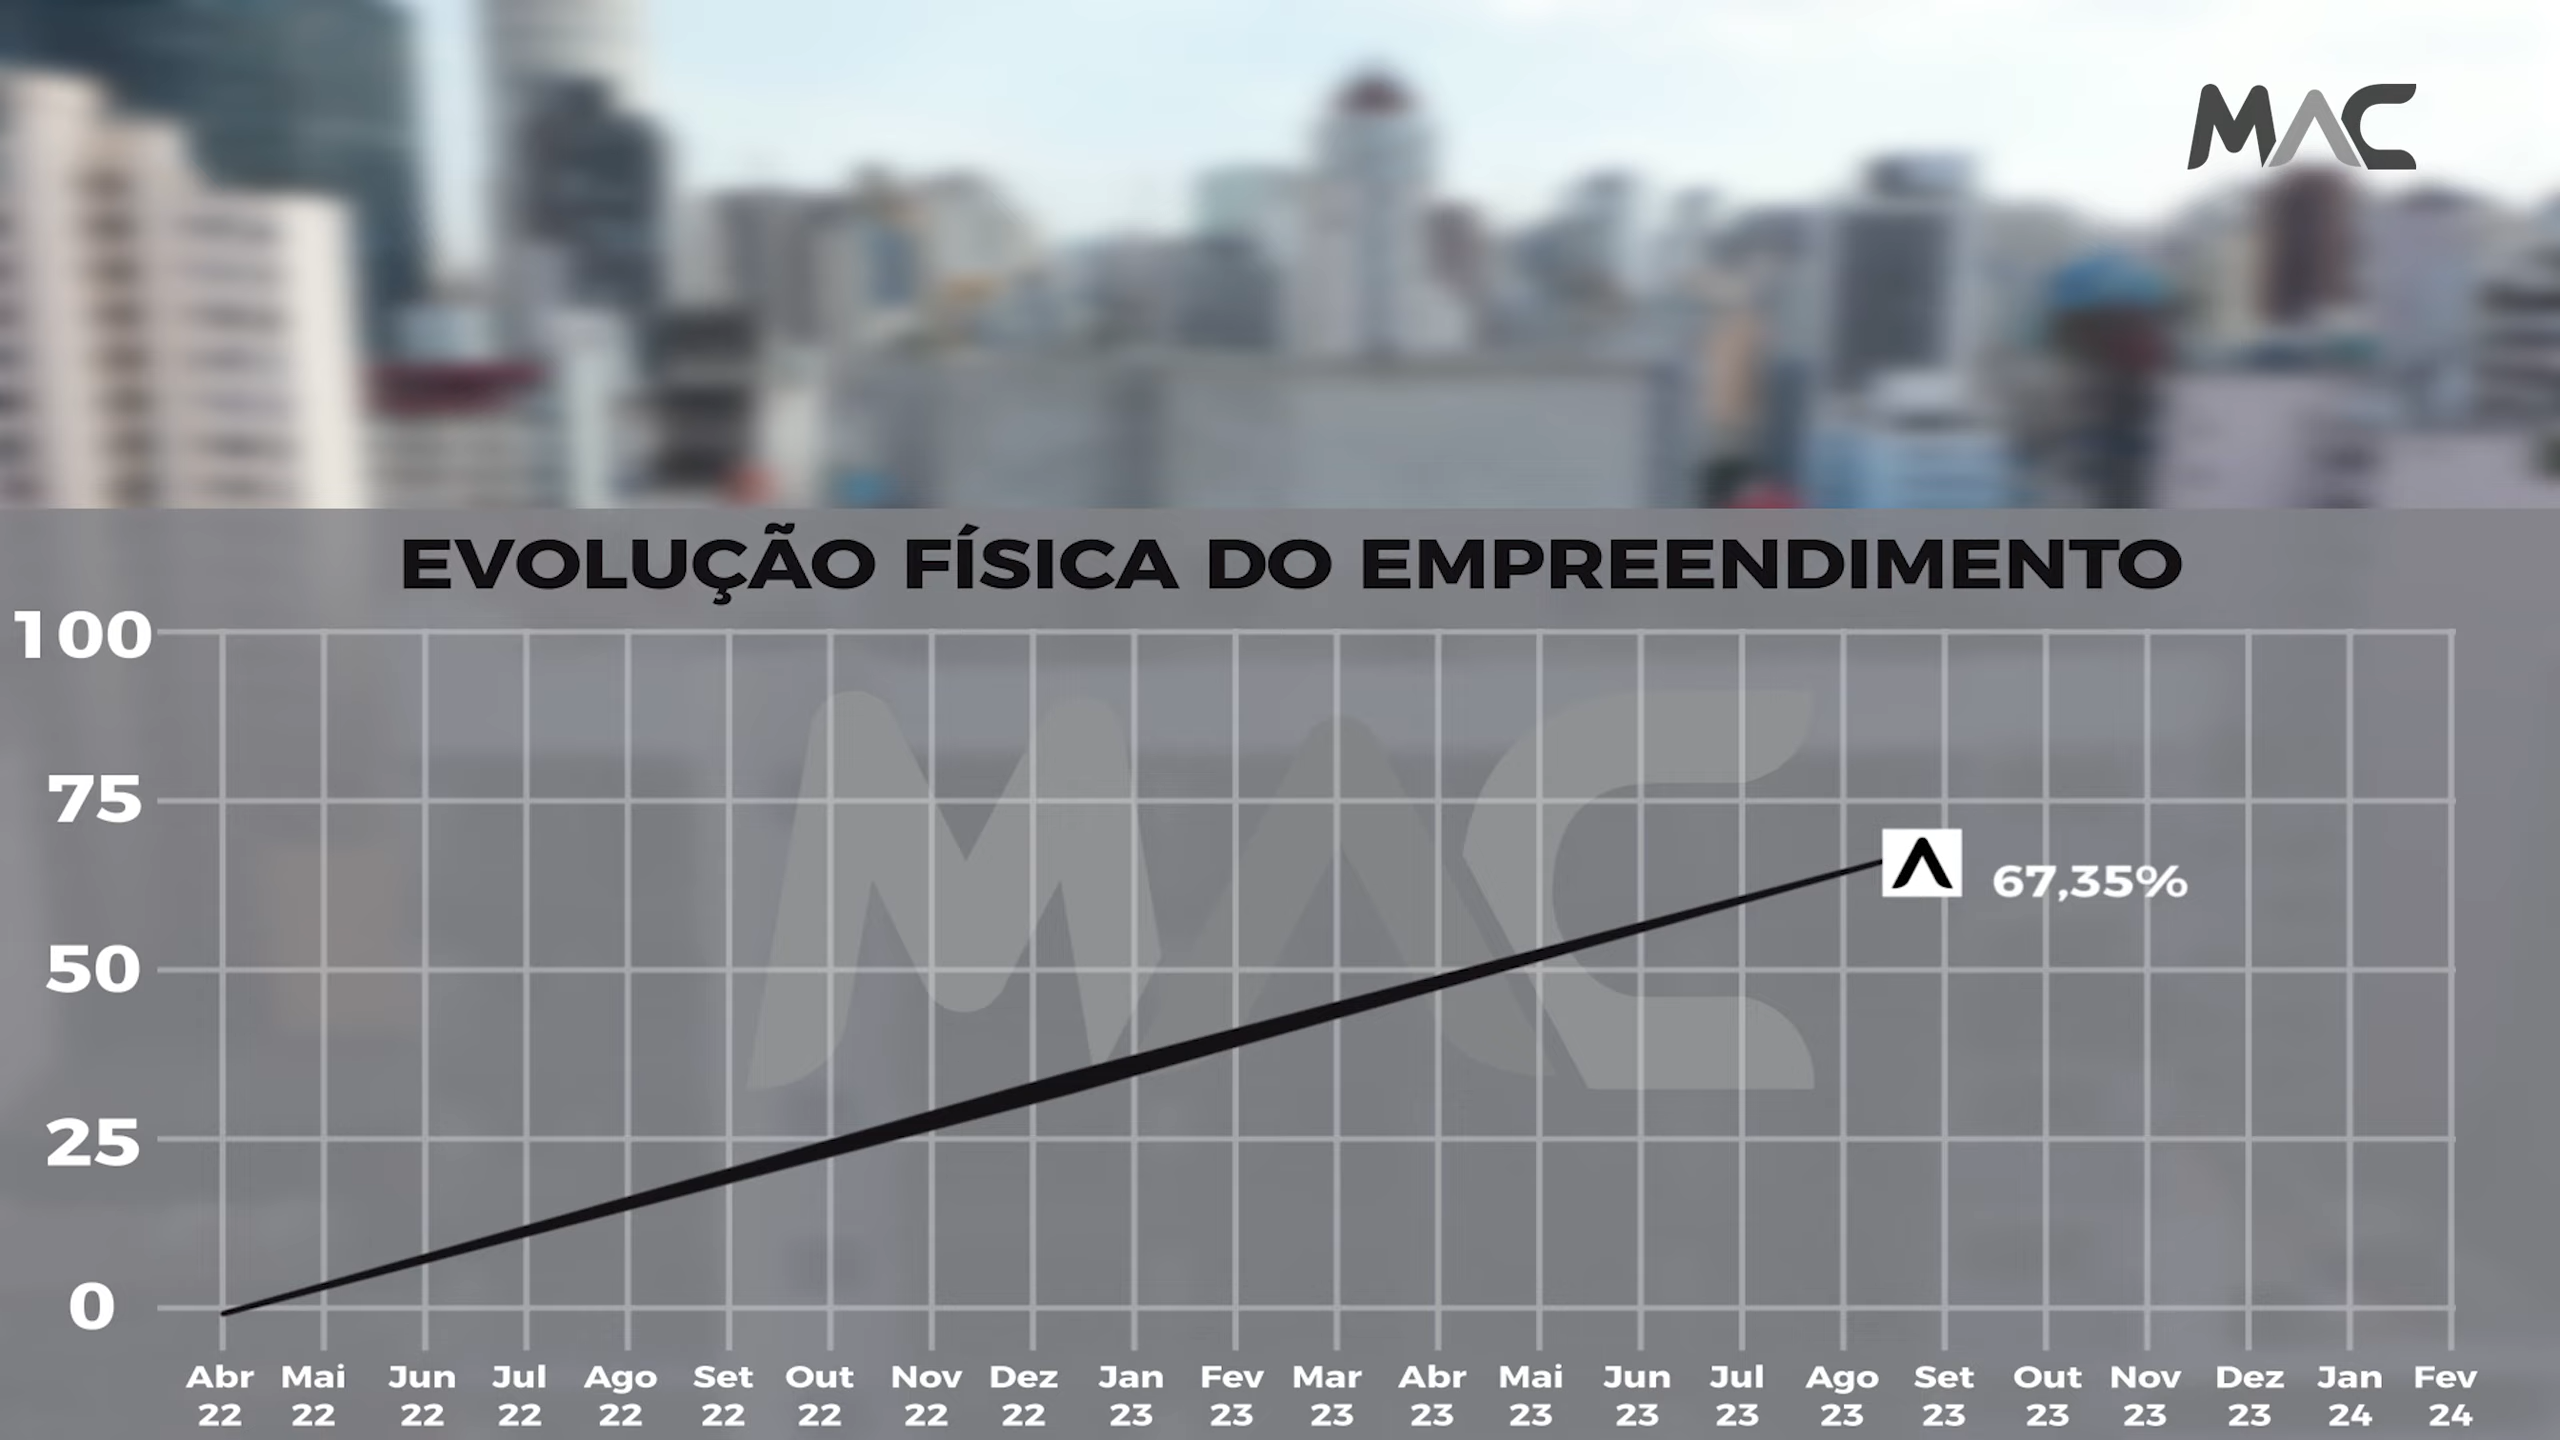 MAC
EVOLUÇÃO FÍSICA DO EMPREENDIMENTO
100
75
67,35%
50
25
0
Abr Mai Jun Jul Ago Set Out Nov Dez Jan Fev Mar Abr Mai Jun Jul Ago Set Out Nov Dez Jan Fev
22 22 22 22 22 22 22 22 22 23 23 23 23 23 23 23 23 23 23 23 23 24 24
MAC